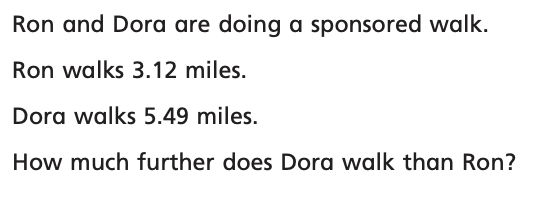 Ron and Dora are doing a sponsored walk.
Ron walks 3.12 miles.
Dora walks 5.49 miles.
How much further does Dora walk than Ron?